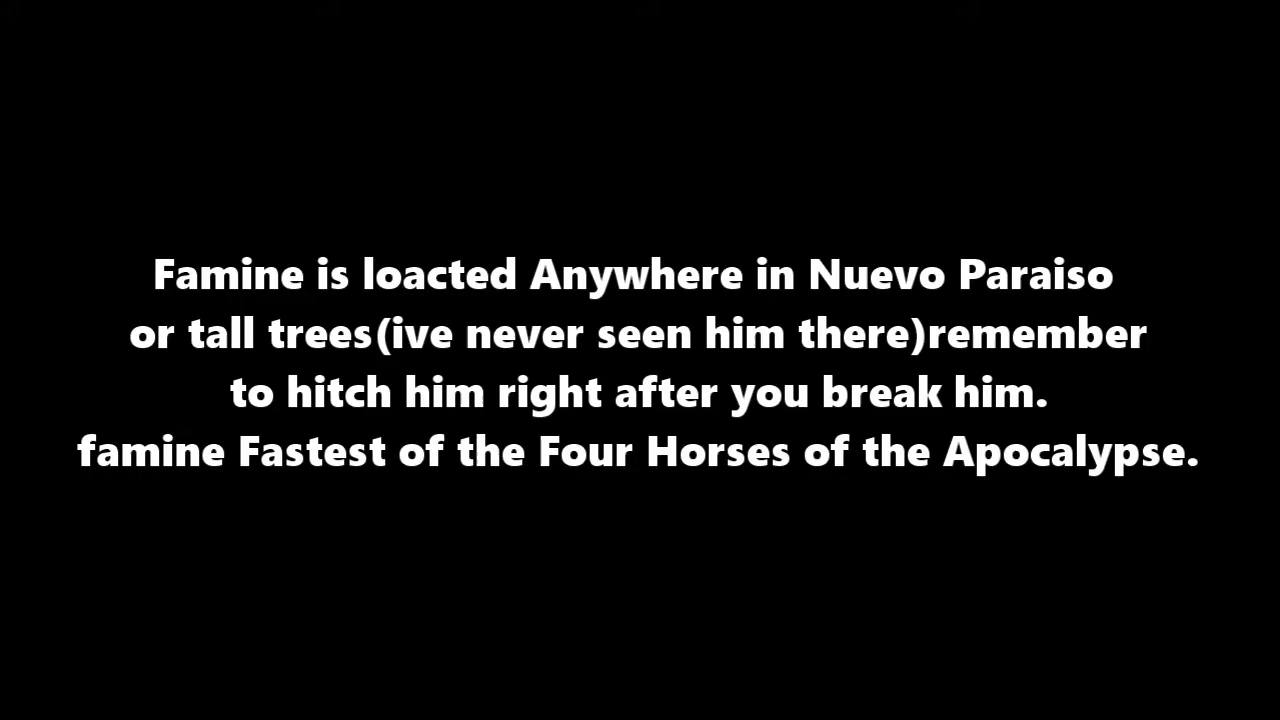 Famine is loacted Anywhere in Nuevo Paraiso
or tall trees(ive never seen him there)remember
to hitch him right after you break him.
famine Fastest of the Four Horses of the Apocalypse.